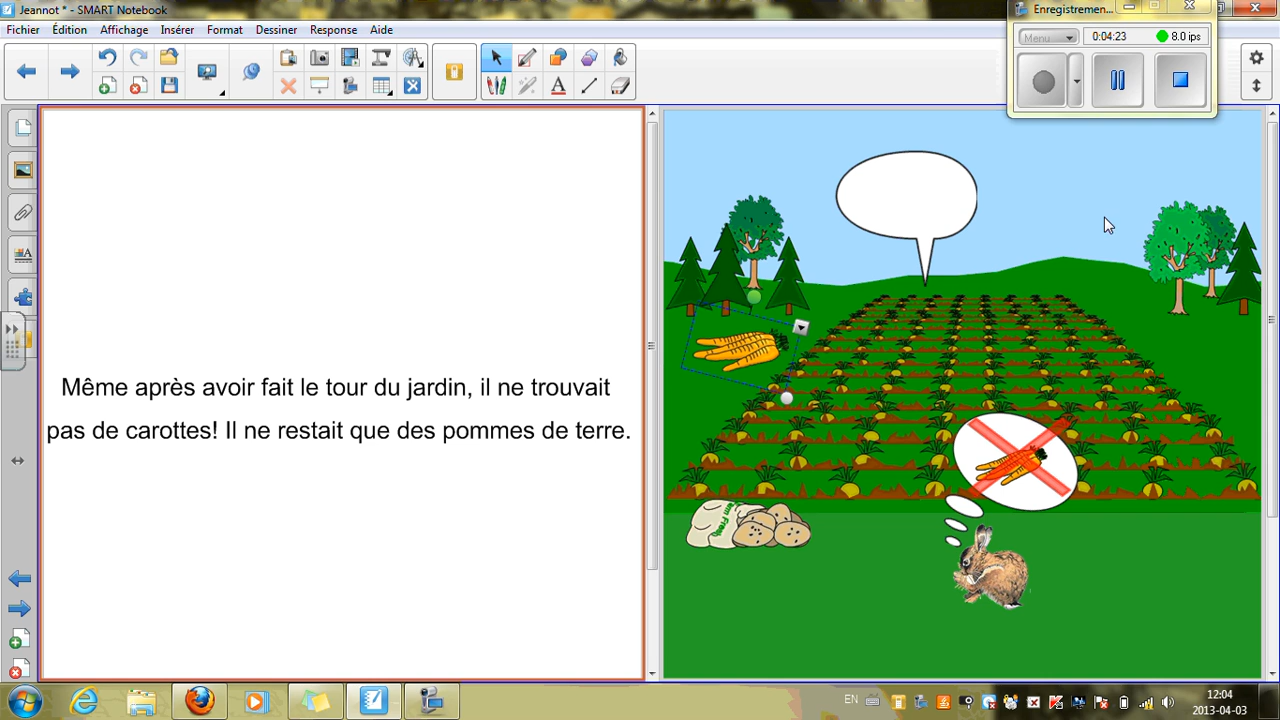 Jeannot * - SMART Notebook
Enregistremen...
Fichier Édition Affichage Insérer Format Dessiner Response Aide
Menu
0:04:23
8.0 ips
Même après avoir fait le tour du jardin, il ne trouvait
pas de carottes! Il ne restait que des pommes de terre.
EN
12:04
2013-04-03